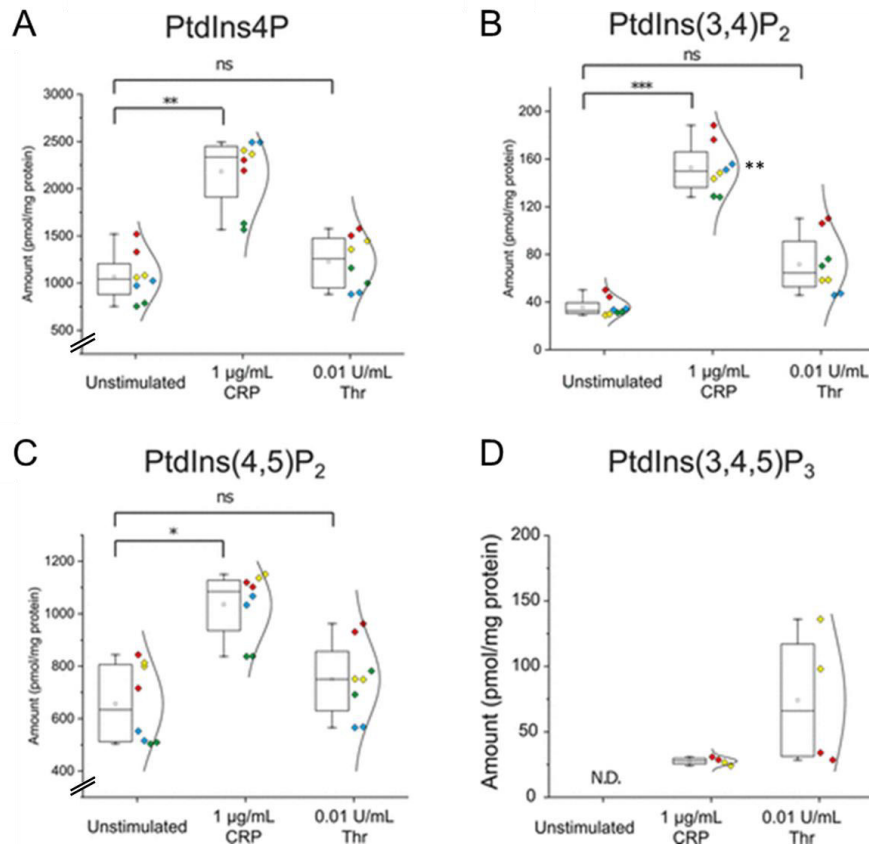 A
PtdIns4P
ns
**
3000
2500
2000
1500
1000
500
Amount (pmol/mg protein)
Unstimulated
1 µg/mL
CRP
0.01 U/mL
Thr
B
PtdIns(3,4)P₂
ns
***
**
200
160
120
80
40
0
Amount (pmol/mg protein)
Unstimulated
1 µg/mL
CRP
0.01 U/mL
Thr
C
PtdIns(4,5)P₂
ns
*
1200
1000
800
600
400
Amount (pmol/mg protein)
Unstimulated
1 µg/mL
CRP
0.01 U/mL
Thr
D
PtdIns(3,4,5)P₃
200
150
100
50
0
Amount (pmol/mg protein)
N.D.
Unstimulated
1 µg/mL
CRP
0.01 U/mL
Thr